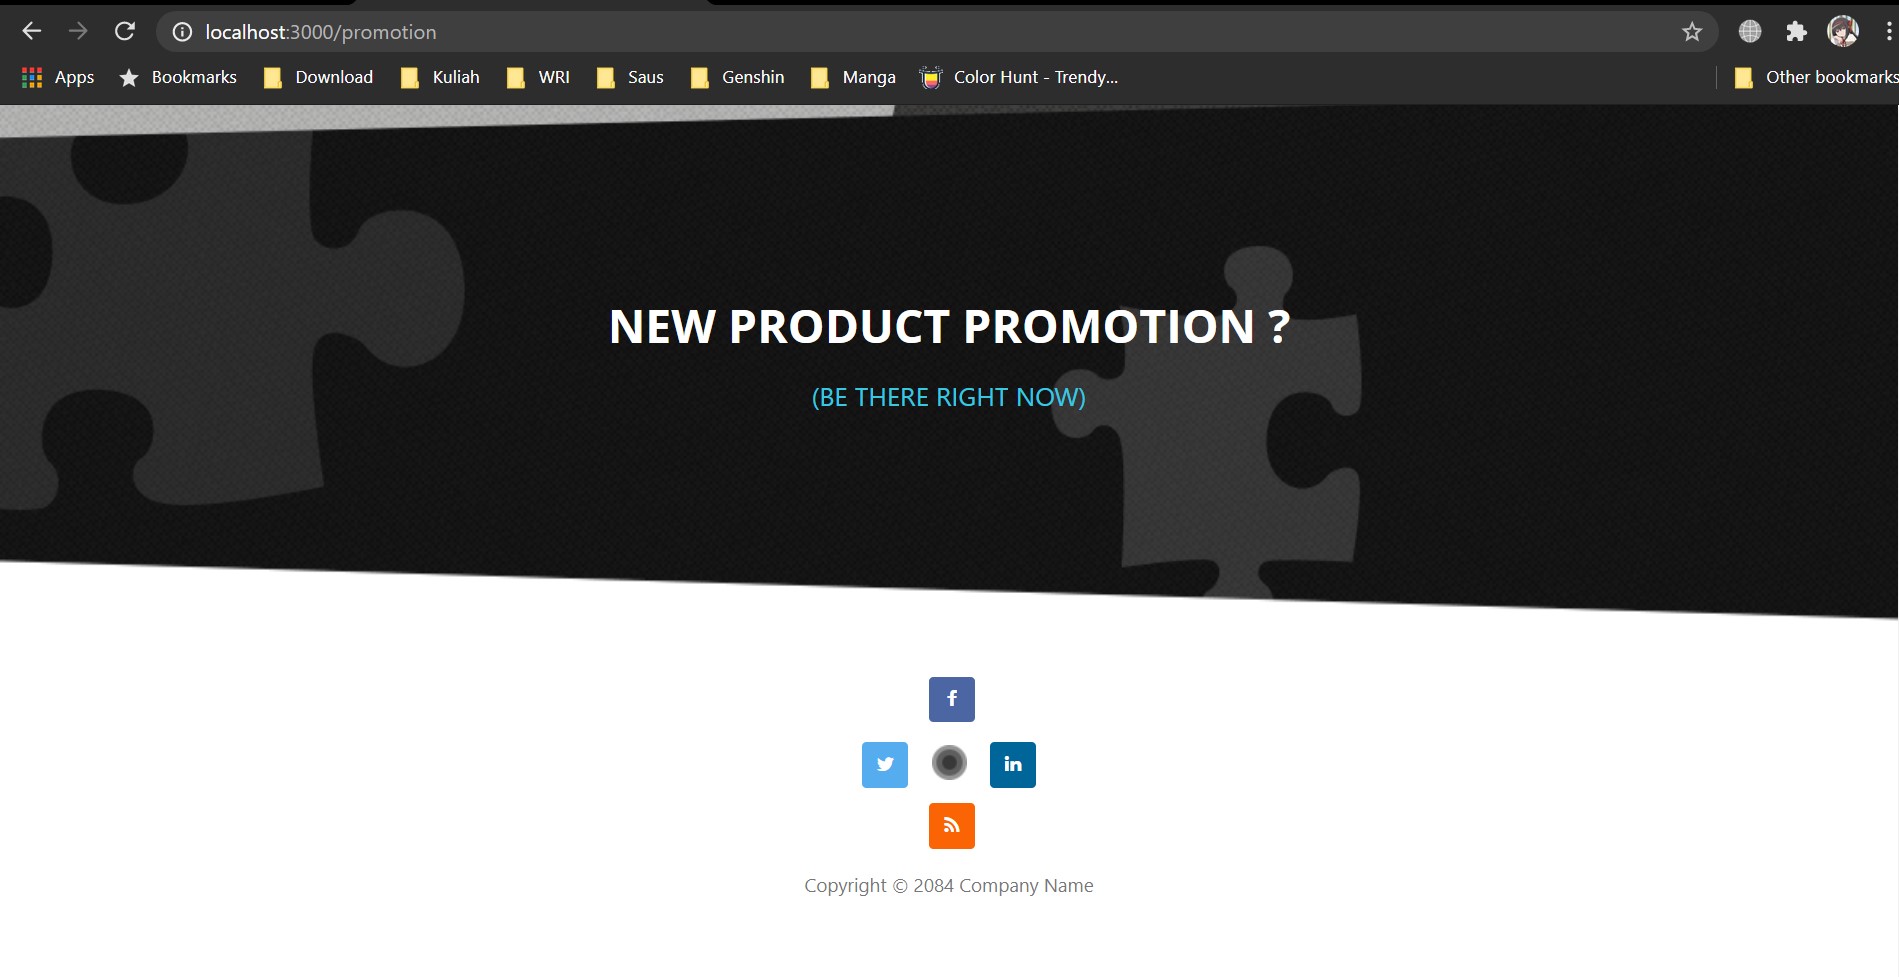 localhost:3000/promotion
Apps Bookmarks Download Kuliah WRI Saus Genshin Manga Color Hunt - Trendy... Other bookmarks
NEW PRODUCT PROMOTION ?
(BE THERE RIGHT NOW)
f
in
Copyright © 2084 Company Name